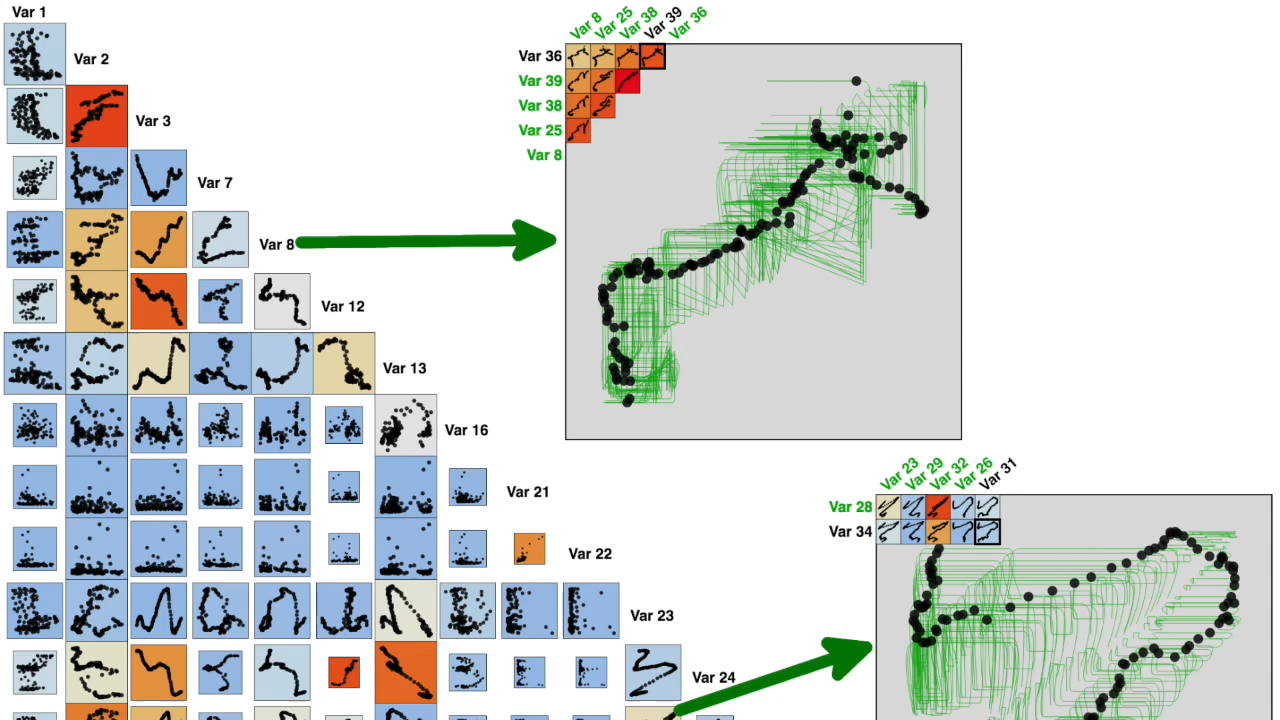 Var 1
Var 2
Var 3
Var 7
Var 8
Var 12
Var 13
Var 16
Var 21
Var 22
Var 23
Var 24
Var 8 Var 25 Var 38 Var 39 Var 36
Var 36
Var 39
Var 38
Var 25
Var 8
Var 23 Var 29 Var 32 Var 26 Var 31
Var 28
Var 34